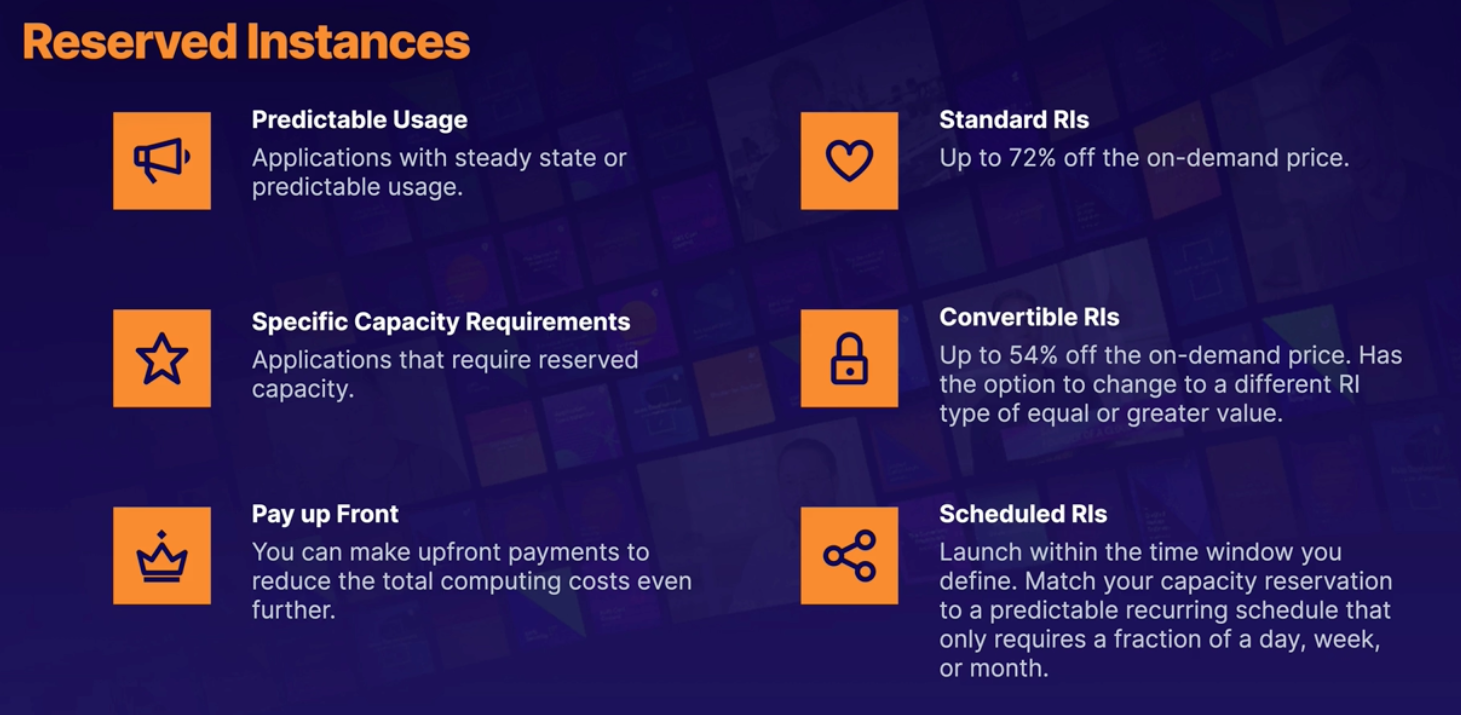 Reserved Instances
Predictable Usage
Applications with steady state or
predictable usage.
Specific Capacity Requirements
Applications that require reserved
capacity.
Pay up Front
You can make upfront payments to
reduce the total computing costs even
further.
Standard RIs
Up to 72% off the on-demand price.
Convertible RIs
Up to 54% off the on-demand price. Has
the option to change to a different RI
type of equal or greater value.
Scheduled RIs
Launch within the time window you
define. Match your capacity reservation
to a predictable recurring schedule that
only requires a fraction of a day, week,
or month.